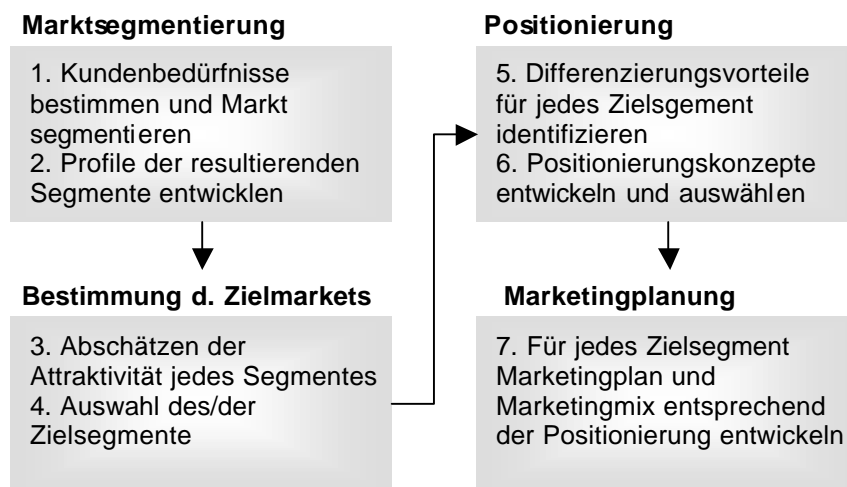 Marktsegmentierung
1. Kundenbedürfnisse
bestimmen und Markt
segmentieren
2. Profile der resultierenden
Segmente entwicklen
Bestimmung d. Zielmarkets
3. Abschätzen der
Attraktivität jedes Segmentes
4. Auswahl des/der
Zielsegmente
Positionierung
5. Differenzierungsvorteile
für jedes Zielsgement
identifizieren
6. Positionierungskonzepte
entwickeln und auswählen
Marketingplanung
7. Für jedes Zielsegment
Marketingplan und
Marketingmix entsprechend
der Positionierung entwickeln